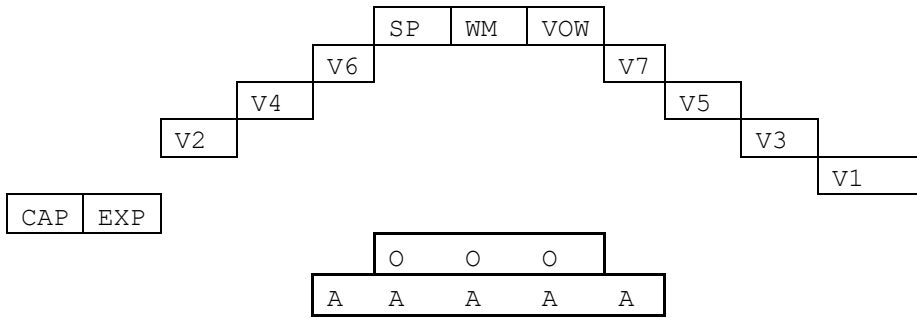 SP WM VOW
V6 V7
V4 V5
V2 V3
V1
CAP EXP
O O O
A A A A A